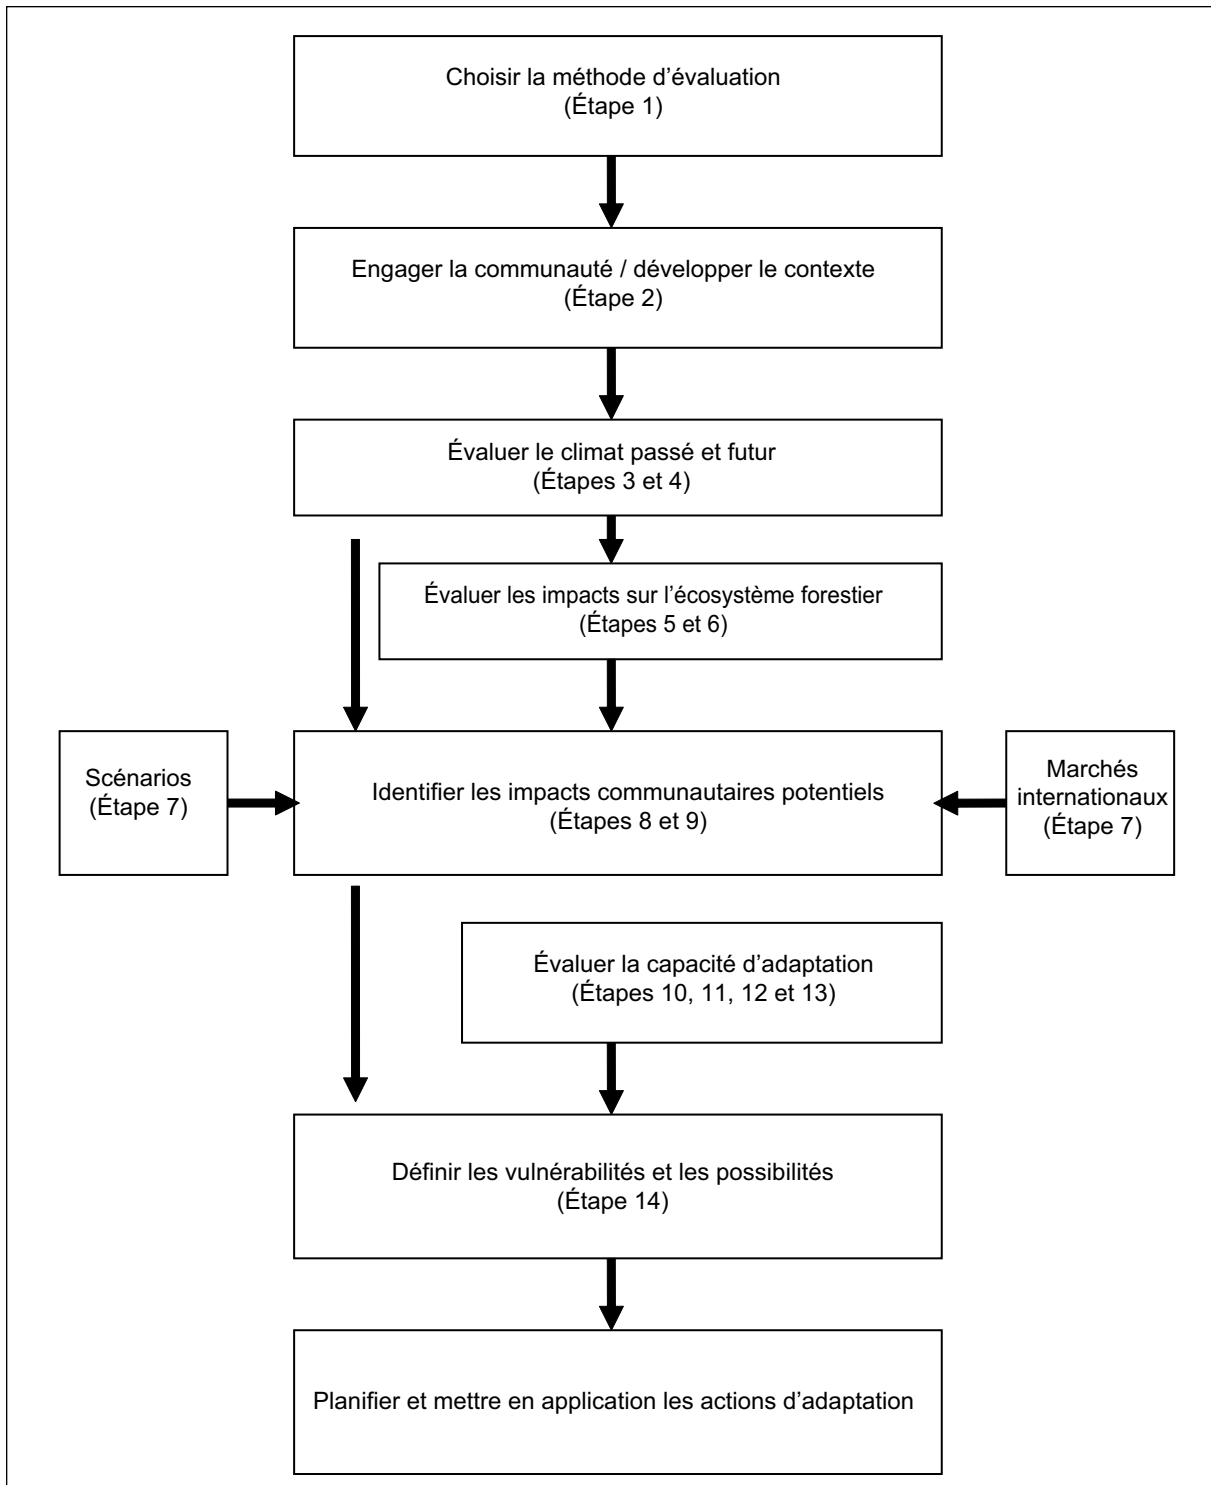 Choisir la méthode d’évaluation
(Étape 1)
Engager la communauté / développer le contexte
(Étape 2)
Évaluer le climat passé et futur
(Étapes 3 et 4)
Évaluer les impacts sur l’écosystème forestier
(Étapes 5 et 6)
Scénarios
(Étape 7)
Identifier les impacts communautaires potentiels
(Étapes 8 et 9)
Marchés
internationaux
(Étape 7)
Évaluer la capacité d’adaptation
(Étapes 10, 11, 12 et 13)
Définir les vulnérabilités et les possibilités
(Étape 14)
Planifier et mettre en application les actions d’adaptation